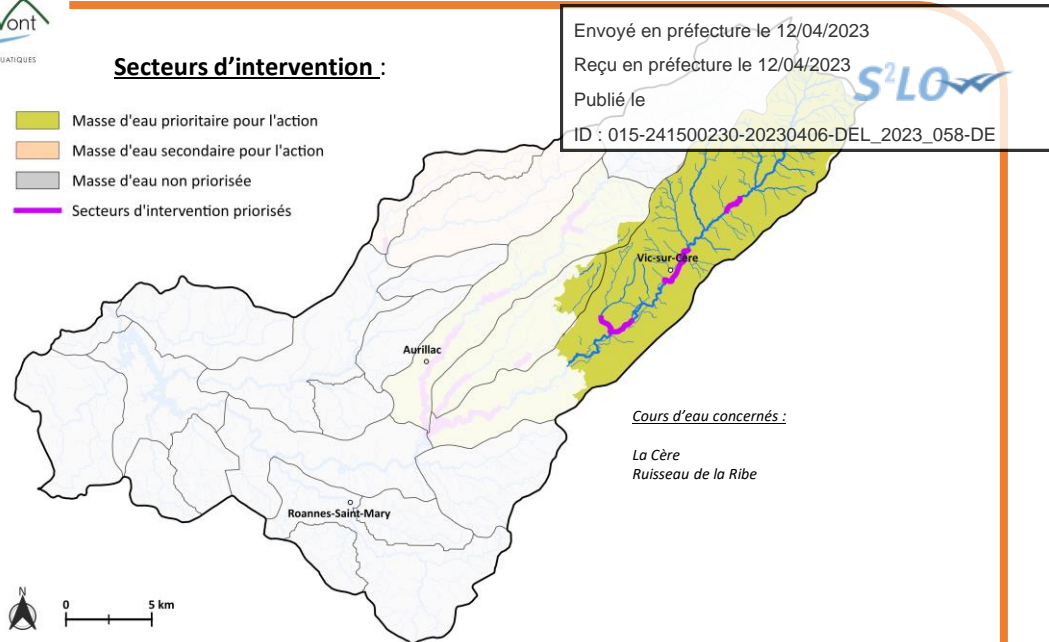 ont
QUATIQUES
Envoyé en préfecture le 12/04/2023
Reçu en préfecture le 12/04/2023
Publié le
S²LO
ID : 015-241500230-20230406-DEL_2023_058-DE
Secteurs d'intervention :
Masse d'eau prioritaire pour l'action
Masse d'eau secondaire pour l'action
Masse d'eau non priorisée
Secteurs d'intervention priorisés
Vic-sur-Cère
Aurillac
Cours d'eau concernés :
La Cère
Ruisseau de la Ribe
Roannes-Saint-Mary
N
0 5 km